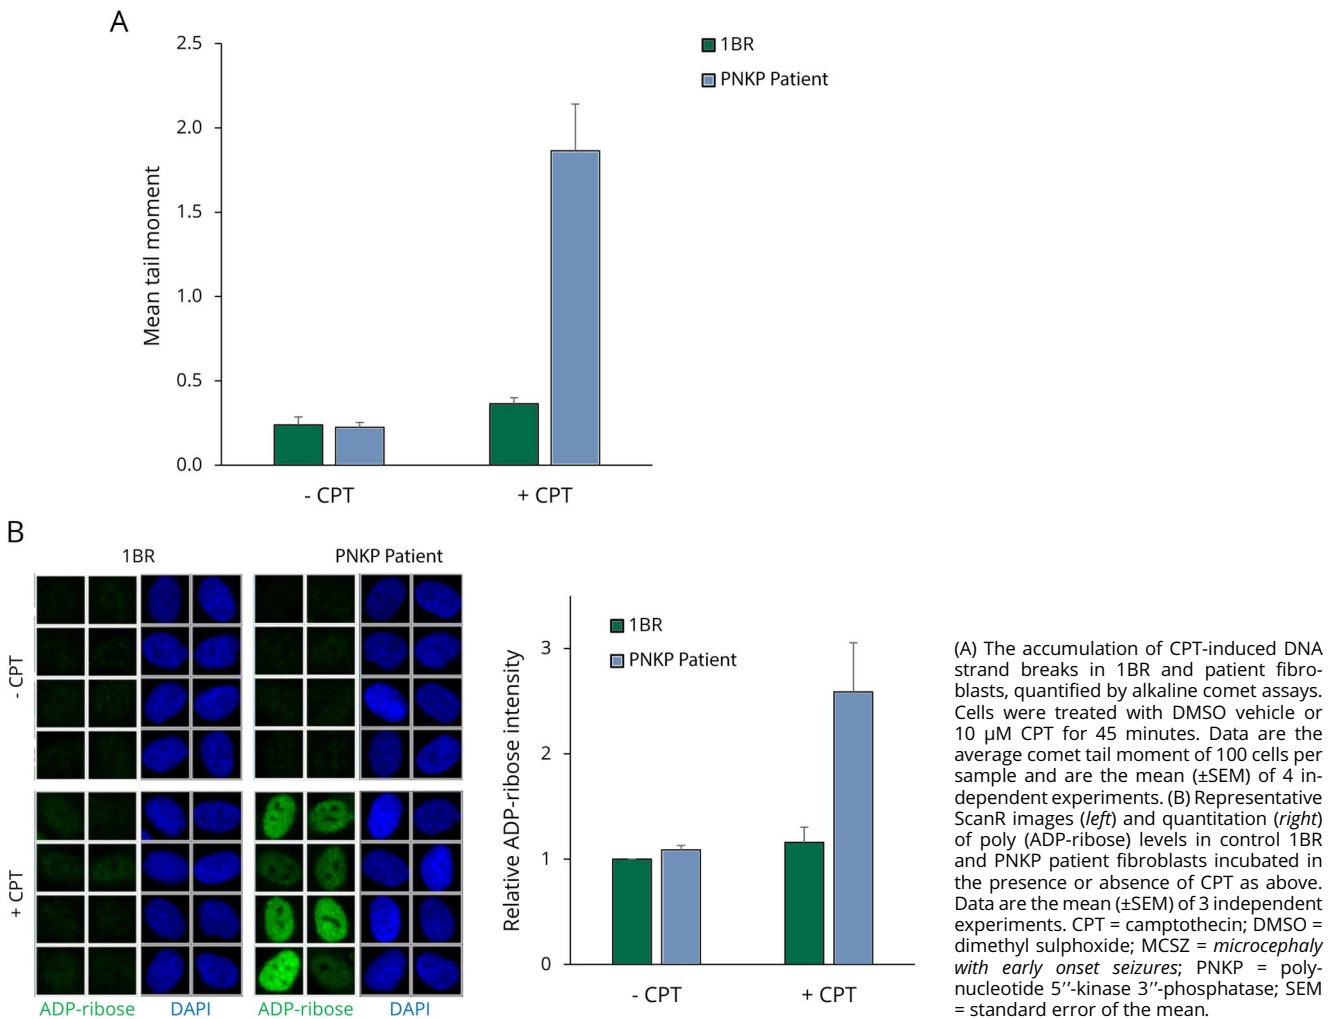 A
2.5
2.0
1.5
1.0
0.5
0.0
Mean tail moment
- CPT
+ CPT
1BR
PNKP Patient
B
1BR
PNKP Patient
- CPT
+ CPT
ADP-ribose
DAPI
ADP-ribose
DAPI
Relative ADP-ribose intensity
3
2
1
0
1BR
PNKP Patient
- CPT
+ CPT
(A) The accumulation of CPT-induced DNA
strand breaks in 1BR and patient fibro-
blasts, quantified by alkaline comet assays.
Cells were treated with DMSO vehicle or
10 µM CPT for 45 minutes. Data are the
average comet tail moment of 100 cells per
sample and are the mean (±SEM) of 4 in-
dependent experiments. (B) Representative
ScanR images (left) and quantitation (right)
of poly (ADP-ribose) levels in control 1BR
and PNKP patient fibroblasts incubated in
the presence or absence of CPT as above.
Data are the mean (±SEM) of 3 independent
experiments. CPT = camptothecin; DMSO =
dimethyl sulphoxide; MCSZ = microcephaly
with early onset seizures; PNKP = poly-
nucleotide 5′′-kinase 3′′-phosphatase; SEM
= standard error of the mean.